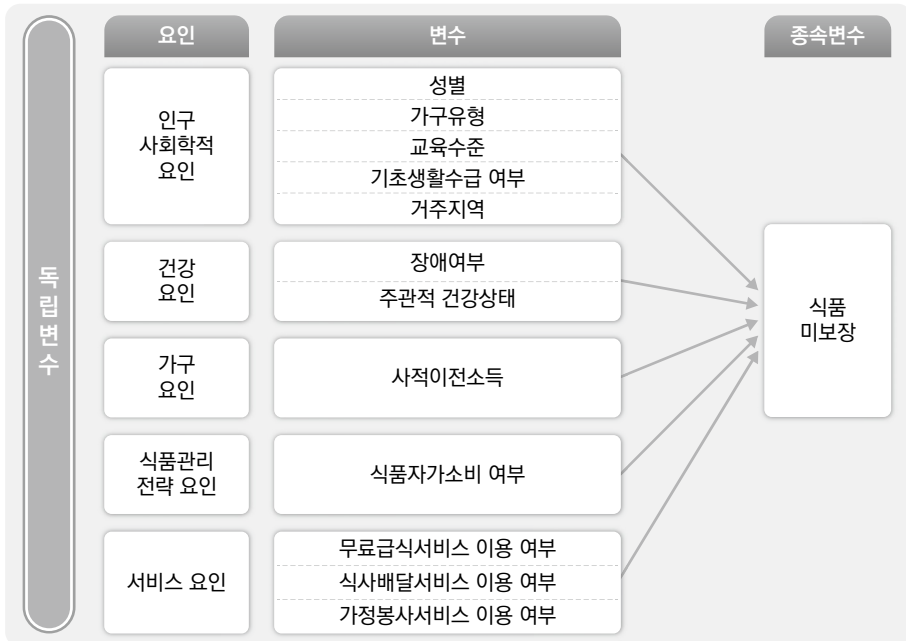 요인
변수
종속변수
독립변수
인구
사회학적
요인
성별
가구유형
교육수준
기초생활수급 여부
거주지역
건강
요인
장애여부
주관적 건강상태
가구
요인
사적이전소득
식품관리
전략 요인
식품자가소비 여부
서비스 요인
무료급식서비스 이용 여부
식사배달서비스 이용 여부
가정봉사서비스 이용 여부
식품
미보장